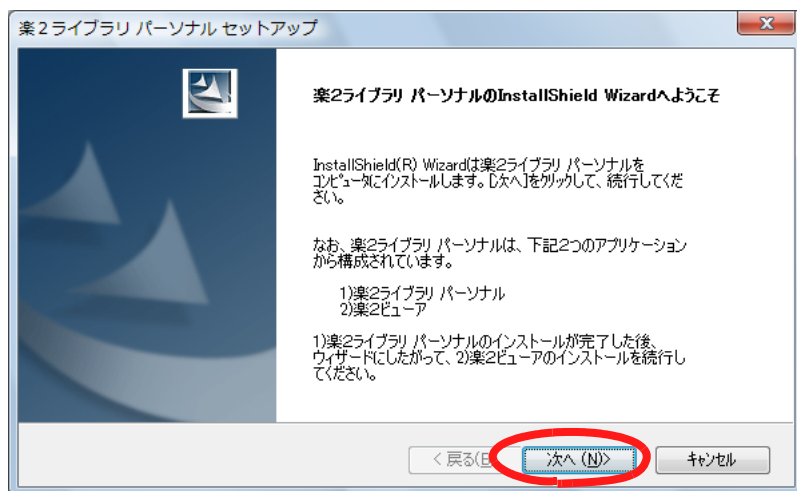 楽2ライブラリ パーソナル セットアップ
楽2ライブラリ パーソナルのInstallShield Wizardへようこそ
InstallShield(R) Wizardは楽2ライブラリ パーソナルを
コンピュータにインストールします。[次へ]をクリックして、続行してくだ
さい。
なお、楽2ライブラリ パーソナルは、下記2つのアプリケーション
から構成されています。
1)楽2ライブラリ パーソナル
2)楽2ビューア
1)楽2ライブラリ パーソナルのインストールが完了した後、
ウィザードにしたがって、2)楽2ビューアのインストールを続行し
てください。
< 戻る(B 次へ (N)> キャンセル